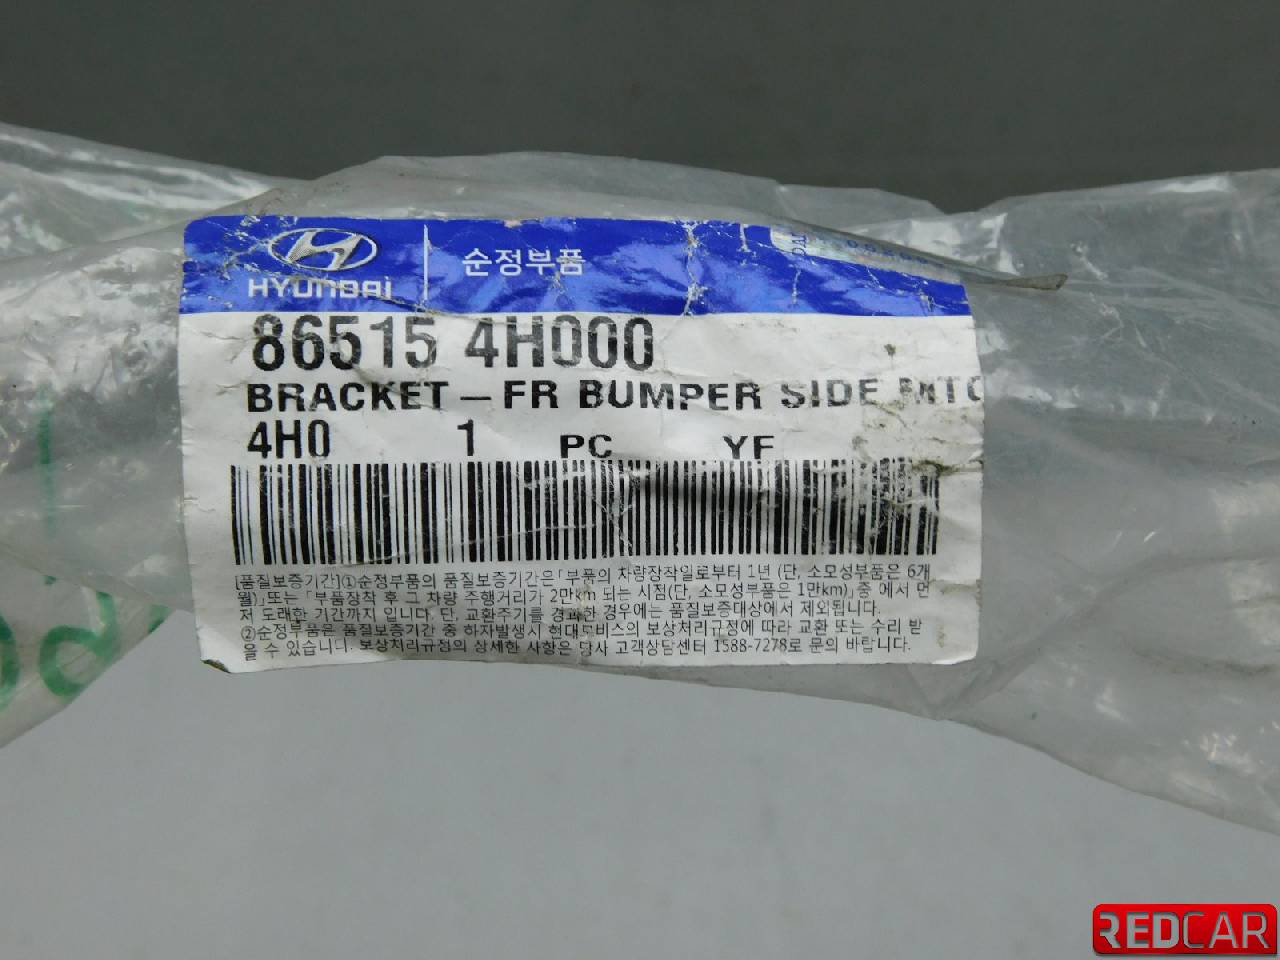 HYUNDAI
순정부품
86515 4H000
BRACKET-FR BUMPER SIDE
4H0 1 PC YF
[품질보증기간]①순정부품의 품질보증기간은「부품의 차량장착일로부터 1년 (단, 소모성부품은 6개
월)」또는「부품장착 후 그 차량 주행거리가 2만km 되는 시점(단, 소모성부품은 1만km)」중 에서 먼
저 도래한 기간까지 입니다. 단, 교환주기를 경과한 경우에는 품질보증대상에서 제외됩니다.
②순정부품은 품질보증기간 중 하자발생시 현대모비스의 보상처리규정에 따라 교환 또는 수리 받
을 수 있습니다. 보상처리규정의 상세한 사항은 당사 고객상담센터 1588-7278로 문의 바랍니다.
REDCAR